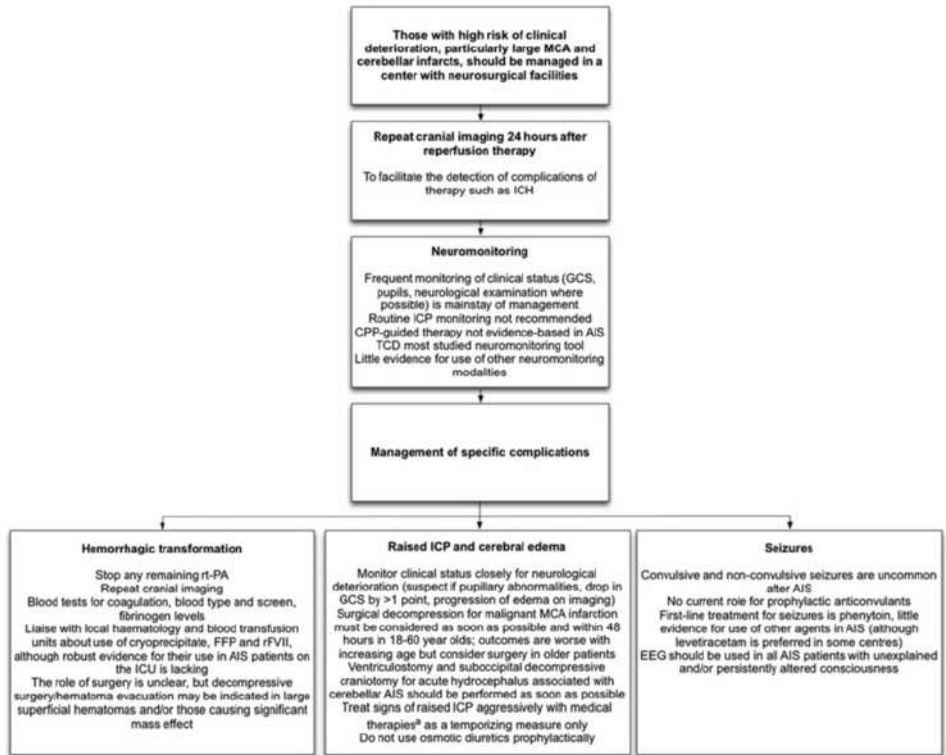 Those with high risk of clinical
deterioration, particularly large MCA and
cerebellar infarcts, should be managed in a
center with neurosurgical facilities
Repeat cranial imaging 24 hours after
reperfusion therapy
To facilitate the detection of complications of
therapy such as ICH
Neuromonitoring
Frequent monitoring of clinical status (GCS,
pupils, neurological examination where
possible) is mainstay of management
Routine ICP monitoring not recommended
CPP-guided therapy not evidence-based in AIS
TCD most studied neuromonitoring tool
Little evidence for use of other neuromonitoring
modalities
Management of specific complications
Hemorrhagic transformation
Stop any remaining rt-PA
Repeat cranial imaging
Blood tests for coagulation, blood type and screen,
fibrinogen levels
Liaise with local haematology and blood transfusion
units about use of cryoprecipitate, FFP and rFVII,
although robust evidence for their use in AIS patients on
the ICU is lacking
The role of surgery is unclear, but decompressive
surgery/hematoma evacuation may be indicated in large
superficial hematomas and/or those causing significant
mass effect
Raised ICP and cerebral edema
Monitor clinical status closely for neurological
deterioration (suspect if pupillary abnormalities, drop in
GCS by >1 point, progression of edema on imaging)
Surgical decompression for malignant MCA infarction
must be considered as soon as possible and within 48
hours in 18-60 year olds; outcomes are worse with
increasing age but consider surgery in older patients
Ventriculostomy and suboccipital decompressive
craniotomy for acute hydrocephalus associated with
cerebellar AIS should be performed as soon as possible
Treat signs of raised ICP aggressively with medical
therapiesª as a temporizing measure only
Do not use osmotic diuretics prophylactically
Seizures
Convulsive and non-convulsive seizures are uncommon
after AIS
No current role for prophylactic anticonvulants
First-line treatment for seizures is phenytoin, little
evidence for use of other agents in AIS (although
levetiracetam is preferred in some centres)
EEG should be used in all AIS patients with unexplained
and/or persistently altered consciousness